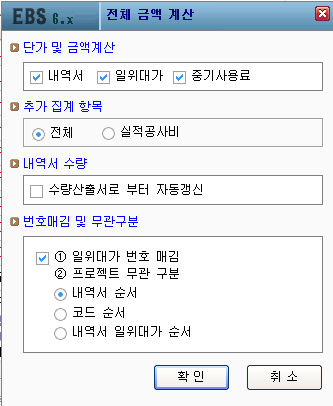 EBS 6.x 전체 금액 계산
단가 및 금액계산
내역서 일위대가 중기사용료
추가 집계 항목
전체 실적공사비
내역서 수량
수량산출서로 부터 자동갱신
번호매김 및 무관구분
① 일위대가 번호 매김
② 프로젝트 무관 구분
내역서 순서
코드 순서
내역서 일위대가 순서
확 인 취 소